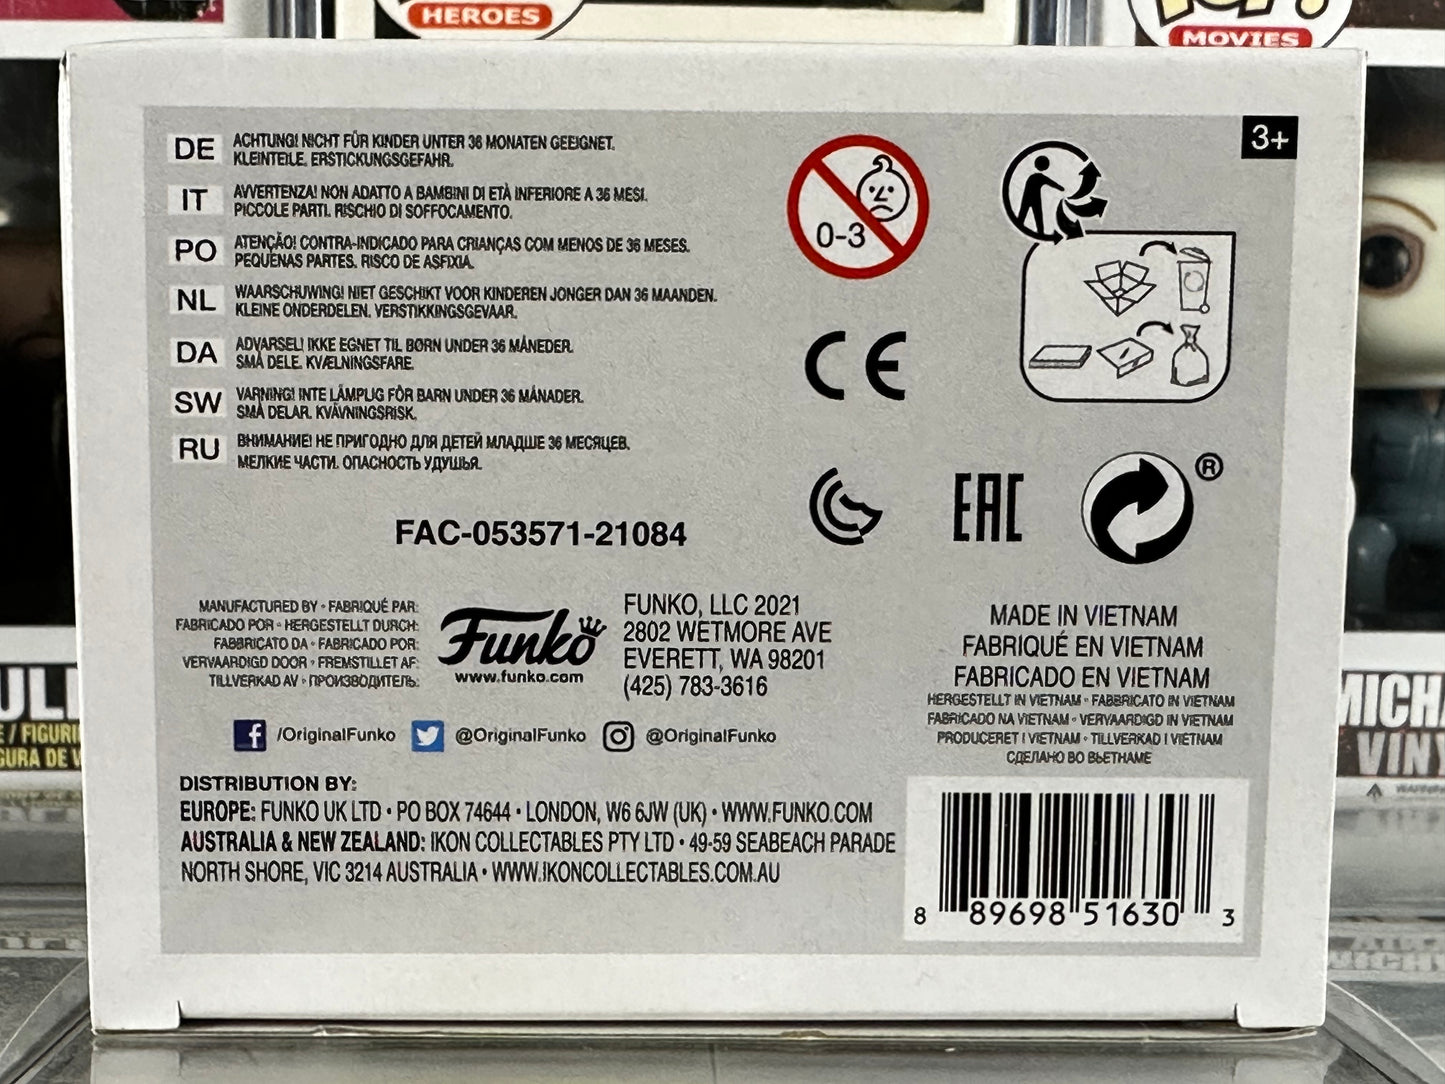 HEROES
MOVIES
3+
DE ACHTUNG! NICHT FÜR KINDER UNTER 36 MONATEN GEEIGNET.
KLEINTEILE. ERSTICKUNGSGEFAHR.
IT AVVERTENZA! NON ADATTO A BAMBINI DI ETÀ INFERIORE A 36 MESI.
PICCOLE PARTI. RISCHIO DI SOFFOCAMENTO.
PO ATENÇÃO! CONTRA-INDICADO PARA CRIANÇAS COM MENOS DE 36 MESES.
PEQUENAS PARTES. RISCO DE ASFIXIA.
NL WAARSCHUWING! NIET GESCHIKT VOOR KINDEREN JONGER DAN 36 MAANDEN.
KLEINE ONDERDELEN. VERSTIKKINGSGEVAAR.
DA ADVARSEL! IKKE EGNET TIL BØRN UNDER 36 MÅNEDER.
SMÅ DELE. KVÆLNINGSFARE.
SW VARNING! INTE LÄMPLIG FÖR BARN UNDER 36 MÅNADER.
SMÅ DELAR. KVÄVNINGSRISK.
RU ВНИМАНИЕ! НЕ ПРИГОДНО ДЛЯ ДЕТЕЙ МЛАДШЕ 36 МЕСЯЦЕВ.
МЕЛКИЕ ЧАСТИ. ОПАСНОСТЬ УДУШЬЯ.
0-3
CE
EAC
®
FAC-053571-21084
MANUFACTURED BY • FABRIQUÉ PAR:
FABRICADO POR • HERGESTELLT DURCH:
FABBRICATO DA • FABRICADO POR:
VERVAARDIGD DOOR • FREMSTILLET AF:
TILLVERKAD AV • ПРОИЗВОДИТЕЛЬ:
Funko
www.funko.com
FUNKO, LLC 2021
2802 WETMORE AVE
EVERETT, WA 98201
(425) 783-3616
MADE IN VIETNAM
FABRIQUÉ EN VIETNAM
FABRICADO EN VIETNAM
HERGESTELLT IN VIETNAM • FABBRICATO IN VIETNAM
FABRICADO NA VIETNAM • VERVAARDIGD IN VIETNAM
PRODUCERET I VIETNAM • TILLVERKAD I VIETNAM
СДЕЛАНО ВО ВЬЕТНАМЕ
/OriginalFunko @OriginalFunko @OriginalFunko
DISTRIBUTION BY:
EUROPE: FUNKO UK LTD • PO BOX 74644 • LONDON, W6 6JW (UK) • WWW.FUNKO.COM
AUSTRALIA & NEW ZEALAND: IKON COLLECTABLES PTY LTD • 49-59 SEABEACH PARADE
NORTH SHORE, VIC 3214 AUSTRALIA • WWW.IKONCOLLECTABLES.COM.AU
8 89698 51630 3